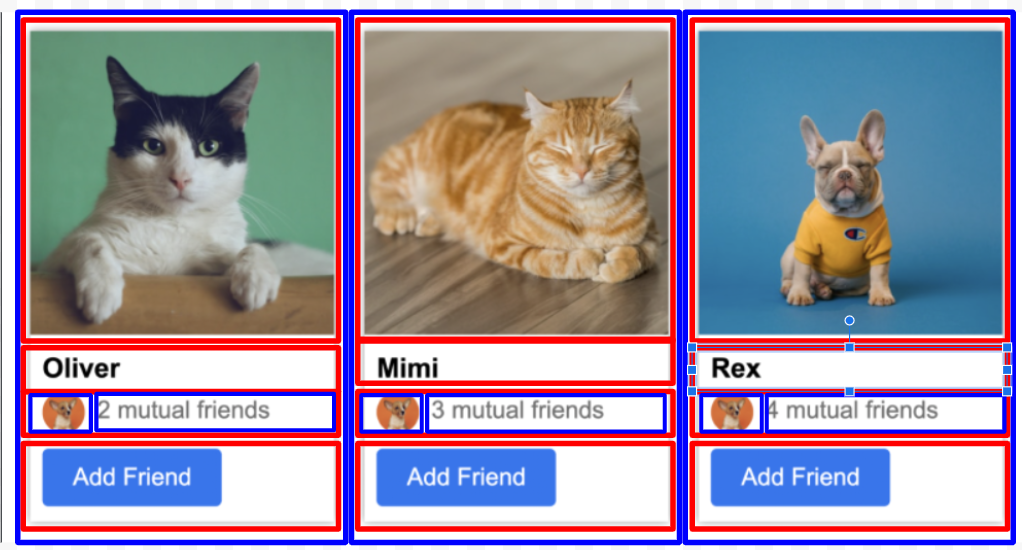 Oliver
2 mutual friends
Add Friend
Mimi
3 mutual friends
Add Friend
Rex
4 mutual friends
Add Friend